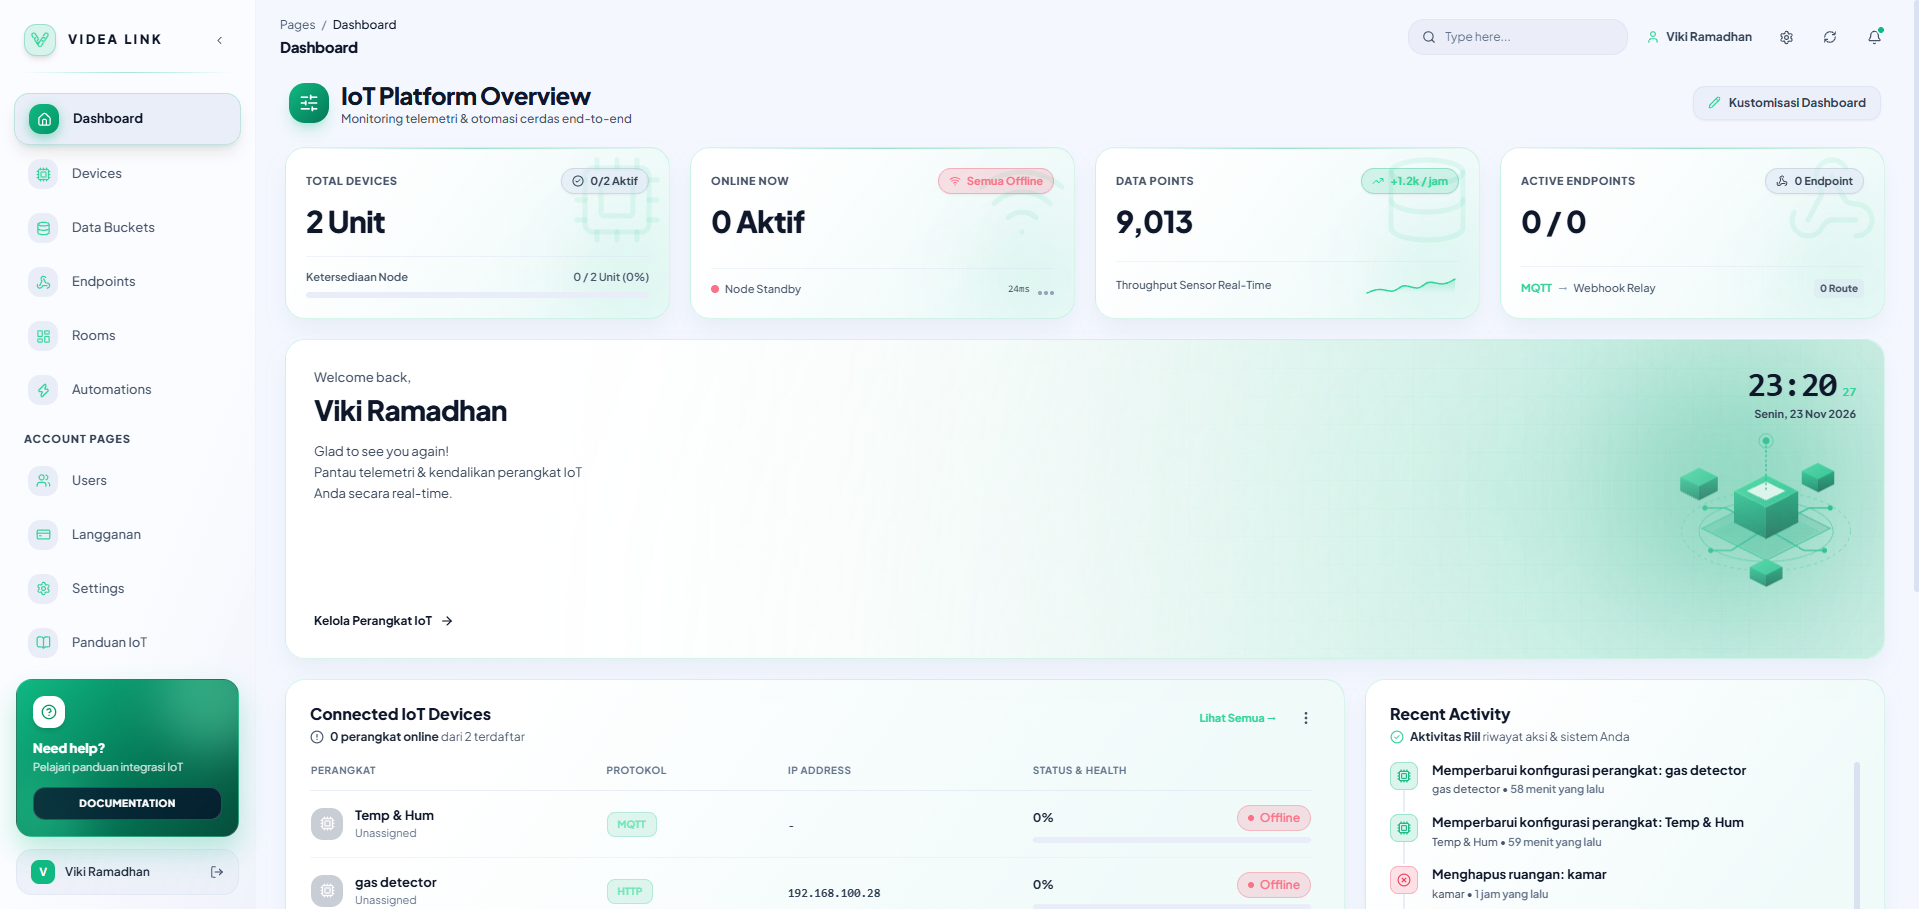 VIDEA LINK
Dashboard
Devices
Data Buckets
Endpoints
Rooms
Automations
ACCOUNT PAGES
Users
Langganan
Settings
Panduan IoT
Need help?
Pelajari panduan integrasi IoT
DOCUMENTATION
V Viki Ramadhan
Pages / Dashboard
Dashboard
Type here...
Viki Ramadhan
IoT Platform Overview
Monitoring telemetri & otomasi cerdas end-to-end
Kustomisasi Dashboard
TOTAL DEVICES
0/2 Aktif
2 Unit
Ketersediaan Node
0 / 2 Unit (0%)
ONLINE NOW
Semua Offline
0 Aktif
Node Standby
24ms
DATA POINTS
+1.2k / jam
9,013
Throughput Sensor Real-Time
ACTIVE ENDPOINTS
0 Endpoint
0 / 0
MQTT → Webhook Relay
0 Route
Welcome back,
Viki Ramadhan
Glad to see you again!
Pantau telemetri & kendalikan perangkat IoT
Anda secara real-time.
Kelola Perangkat IoT →
23:20 27
Senin, 23 Nov 2026
Connected IoT Devices
0 perangkat online dari 2 terdaftar
Lihat Semua →
PERANGKAT PROTOKOL IP ADDRESS STATUS & HEALTH
Temp & Hum
Unassigned
MQTT
-
0%
Offline
gas detector
Unassigned
HTTP
192.168.100.28
0%
Offline
Recent Activity
Aktivitas Riil riwayat aksi & sistem Anda
Memperbarui konfigurasi perangkat: gas detector
gas detector • 58 menit yang lalu
Memperbarui konfigurasi perangkat: Temp & Hum
Temp & Hum • 59 menit yang lalu
Menghapus ruangan: kamar
kamar • 1 jam yang lalu